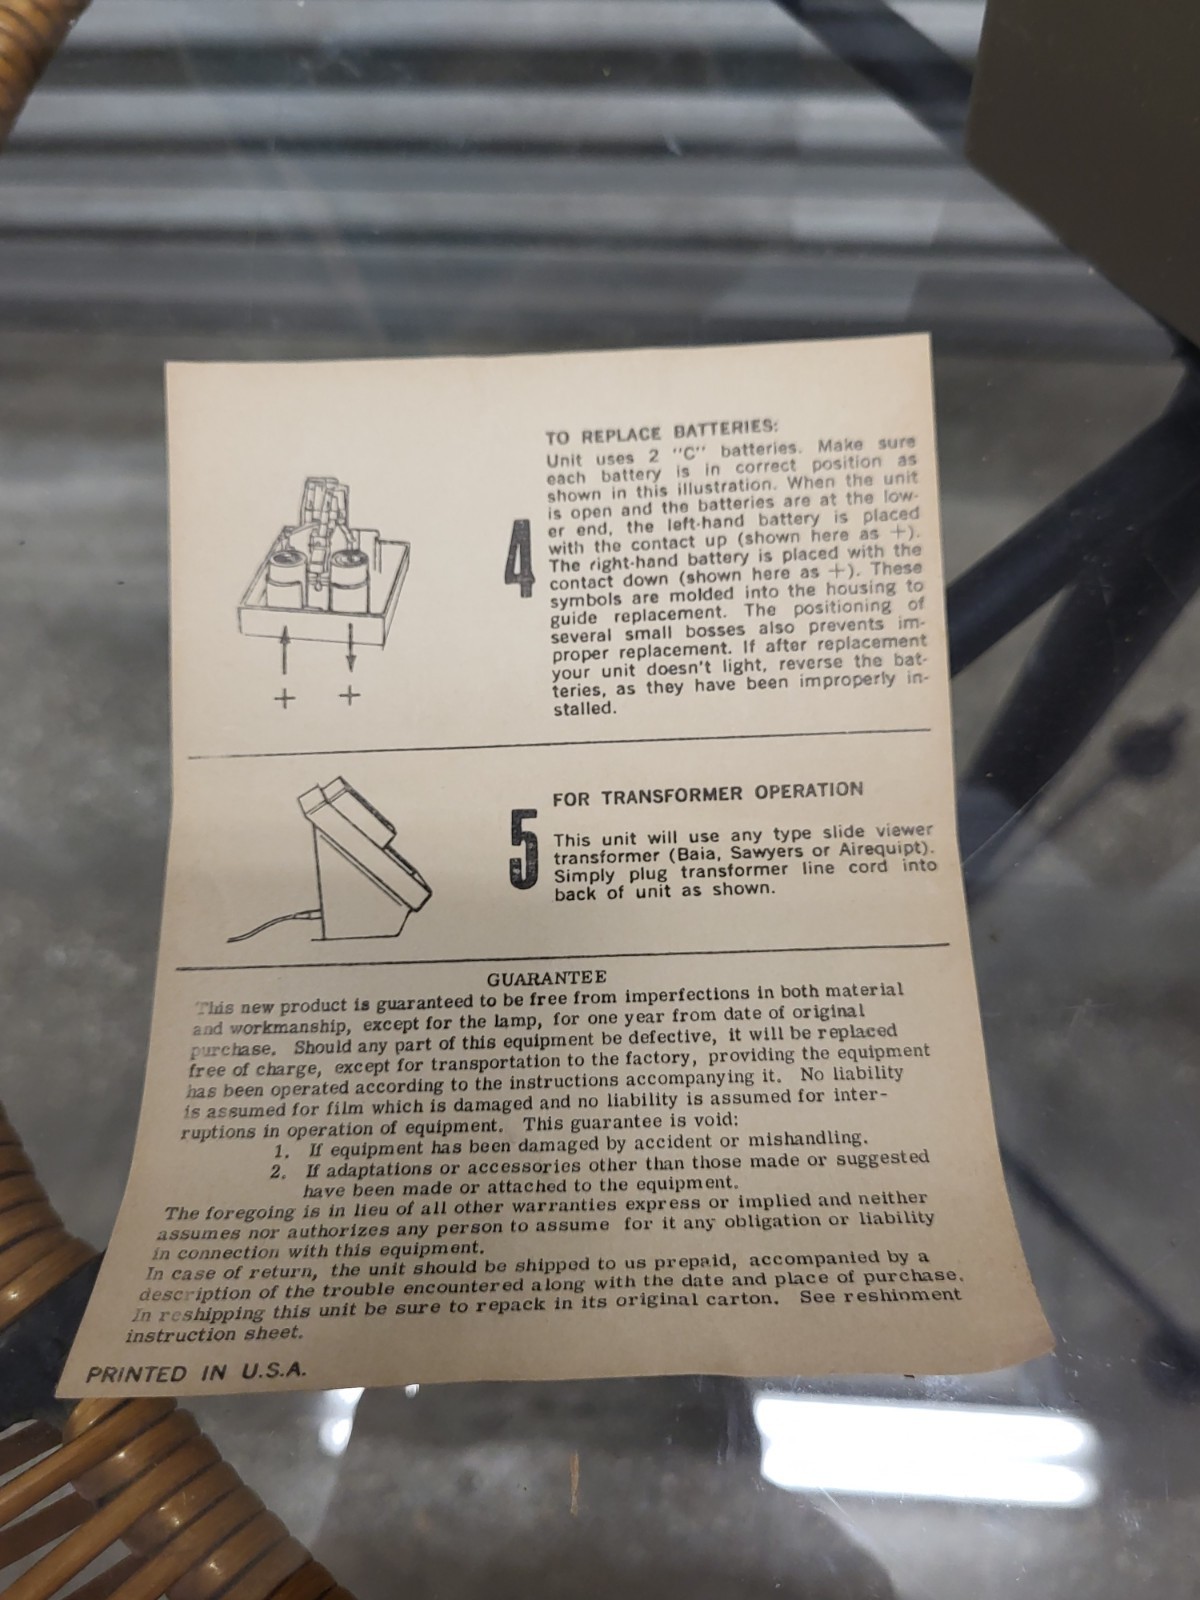 4
TO REPLACE BATTERIES:
Unit uses 2 "C" batteries. Make sure
each battery is in correct position as
shown in this illustration. When the unit
is open and the batteries are at the low-
er end, the left-hand battery is placed
with the contact up (shown here as +).
The right-hand battery is placed with the
contact down (shown here as +). These
symbols are molded into the housing to
guide replacement. The positioning of
several small bosses also prevents im-
proper replacement. If after replacement
your unit doesn't light, reverse the bat-
teries, as they have been improperly in-
stalled.
+ +
5
FOR TRANSFORMER OPERATION
This unit will use any type slide viewer
transformer (Baia, Sawyers or Airequipt).
Simply plug transformer line cord into
back of unit as shown.
GUARANTEE
This new product is guaranteed to be free from imperfections in both material
and workmanship, except for the lamp, for one year from date of original
purchase. Should any part of this equipment be defective, it will be replaced
free of charge, except for transportation to the factory, providing the equipment
has been operated according to the instructions accompanying it. No liability
is assumed for film which is damaged and no liability is assumed for inter-
ruptions in operation of equipment. This guarantee is void:
1. If equipment has been damaged by accident or mishandling.
2. If adaptations or accessories other than those made or suggested
have been made or attached to the equipment.
The foregoing is in lieu of all other warranties express or implied and neither
assumes nor authorizes any person to assume for it any obligation or liability
in connection with this equipment.
In case of return, the unit should be shipped to us prepaid, accompanied by a
description of the trouble encountered along with the date and place of purchase.
In reshipping this unit be sure to repack in its original carton. See reshipment
instruction sheet.
PRINTED IN U.S.A.